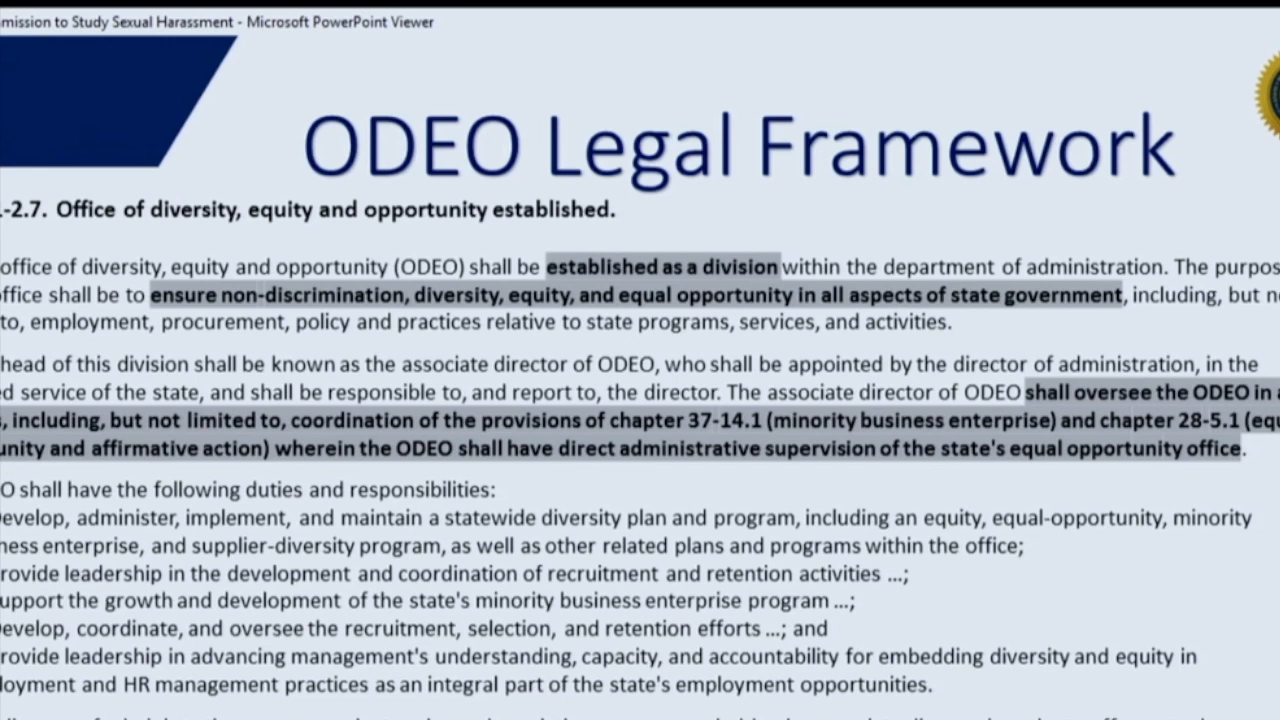 mission to Study Sexual Harassment - Microsoft PowerPoint Viewer
ODEO Legal Framework
-2.7. Office of diversity, equity and opportunity established.
office of diversity, equity and opportunity (ODEO) shall be established as a division within the department of administration. The purpos
ffice shall be to ensure non-discrimination, diversity, equity, and equal opportunity in all aspects of state government, including, but n
to, employment, procurement, policy and practices relative to state programs, services, and activities.
head of this division shall be known as the associate director of ODEO, who shall be appointed by the director of administration, in the
d service of the state, and shall be responsible to, and report to, the director. The associate director of ODEO shall oversee the ODEO in a
, including, but not limited to, coordination of the provisions of chapter 37-14.1 (minority business enterprise) and chapter 28-5.1 (equ
unity and affirmative action) wherein the ODEO shall have direct administrative supervision of the state's equal opportunity office.
O shall have the following duties and responsibilities:
evelop, administer, implement, and maintain a statewide diversity plan and program, including an equity, equal-opportunity, minority
ness enterprise, and supplier-diversity program, as well as other related plans and programs within the office;
rovide leadership in the development and coordination of recruitment and retention activities ...;
upport the growth and development of the state's minority business enterprise program ...;
evelop, coordinate, and oversee the recruitment, selection, and retention efforts ...; and
rovide leadership in advancing management's understanding, capacity, and accountability for embedding diversity and equity in
loyment and HR management practices as an integral part of the state's employment opportunities.